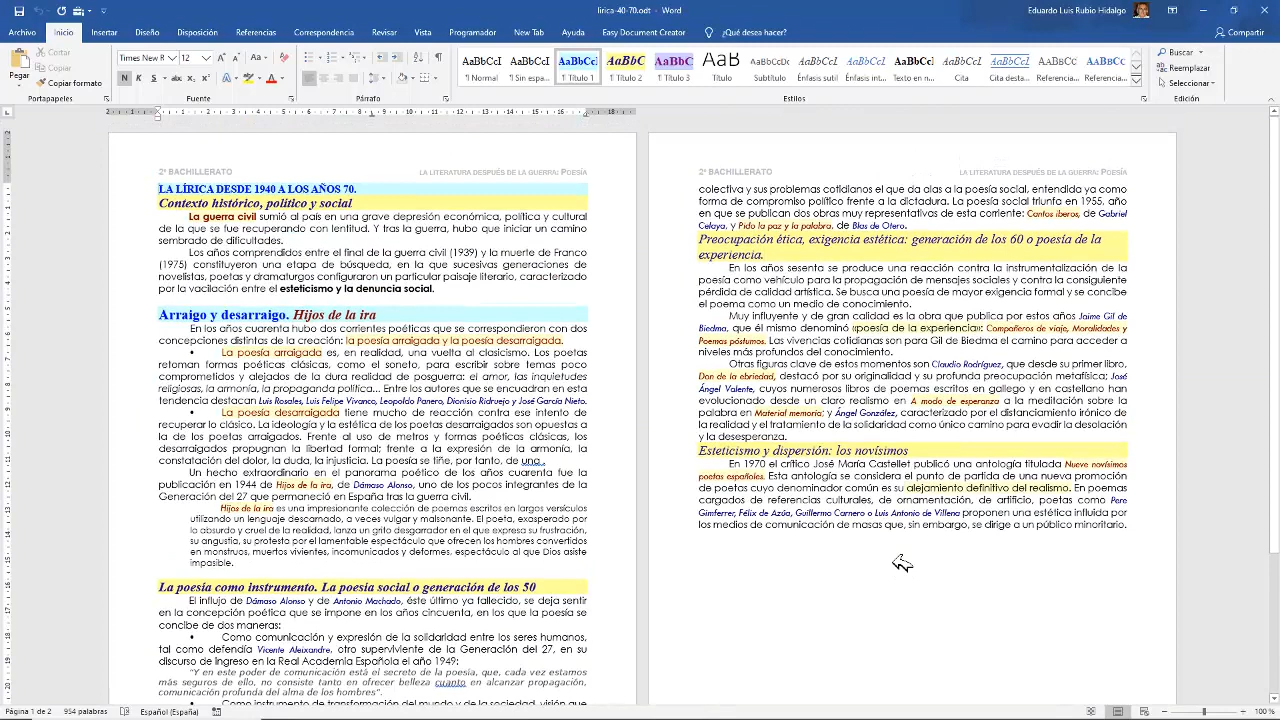 lirica-40-70.docx - Word
Eduardo Luis Rubio Hidalgo
Archivo Inicio Insertar Diseño Disposición Referencias Correspondencia Revisar Vista Programador New Tab Ayuda Easy Document Creator ¿Qué desea hacer? Compartir
Pegar
Cortar
Copiar
Copiar formato
Times New R 12
N K S abc x₂ x²
AaBbCcI AaBbCcI AaBbCc AaBbC AaBbC AaB AaBbCcDc AaBbCcI AaBbCcI AaBbCcI AaBbCc AaBbCcI AaBbCcI AaBbCC AABBCC
¶ Normal ¶ Sin espa... ¶ Título 1 ¶ Título 2 ¶ Título 3 Título Subtítulo Énfasis sutil Énfasis int... Texto en n... Cita Cita desta... Referencia... Referencia...
Buscar
Reemplazar
Seleccionar
Portapapeles Fuente Párrafo Estilos Edición
2º BACHILLERATO LA LITERATURA DESPUÉS DE LA GUERRA: POESÍA
LA LÍRICA DESDE 1940 A LOS AÑOS 70.
Contexto histórico, político y social
La guerra civil sumió al país en una grave depresión económica, política y cultural
de la que se fue recuperando con lentitud. Y tras la guerra, hubo que iniciar un camino
sembrado de dificultades.
Los años comprendidos entre el final de la guerra civil (1939) y la muerte de Franco
(1975) constituyeron una etapa de búsqueda, en la que sucesivas generaciones de
novelistas, poetas y dramaturgos configuraron un particular paisaje literario, caracterizado
por la vacilación entre el esteticismo y la denuncia social.
Arraigo y desarraigo. Hijos de la ira
En los años cuarenta hubo dos corrientes poéticas que se correspondieron con dos
concepciones distintas de la creación: la poesía arraigada y la poesía desarraigada.
• La poesía arraigada es, en realidad, una vuelta al clasicismo. Los poetas
retoman formas poéticas clásicas, como el soneto, para escribir sobre temas poco
comprometidos y alejados de la dura realidad de posguerra: el amor, las inquietudes
religiosas, la armonía, la propaganda política... Entre los autores que se encuadran en esta
tendencia destacan Luis Rosales, Luis Felipe Vivanco, Leopoldo Panero, Dionisio Ridruejo y José García Nieto.
• La poesía desarraigada tiene mucho de reacción contra ese intento de
recuperar lo clásico. La ideología y la estética de los poetas desarraigados son opuestas a
la de los poetas arraigados. Frente al uso de metros y formas poéticas clásicas, los
desarraigados propugnan la libertad formal; frente a la expresión de la armonía, la
constatación del dolor, la duda, la injusticia. La poesía se tiñe, por tanto, de una .
Un hecho extraordinario en el panorama poético de los años cuarenta fue la
publicación en 1944 de Hijos de la ira, de Dámaso Alonso, uno de los pocos integrantes de la
Generación del 27 que permaneció en España tras la guerra civil.
Hijos de la ira es una impresionante colección de poemas escritos en largos versículos
utilizando un lenguaje descarnado, a veces vulgar y malsonante. El poeta, exasperado por
lo absurdo y cruel de la realidad, lanza un grito desgarrador en el que expresa su frustración,
su angustia, su protesta por el lamentable espectáculo que ofrecen los hombres convertidos
en monstruos, muertos vivientes, incomunicados y deformes, espectáculo al que Dios asiste
impasible.
La poesía como instrumento. La poesía social o generación de los 50
El influjo de Dámaso Alonso y de Antonio Machado, éste último ya fallecido, se deja sentir
en la concepción poética que se impone en los años cincuenta, en los que la poesía se
concibe de dos maneras:
• Como comunicación y expresión de la solidaridad entre los seres humanos,
tal como defendía Vicente Aleixandre, otro superviviente de la Generación del 27, en su
discurso de ingreso en la Real Academia Española el año 1949:
"Y en este poder de comunicación está el secreto de la poesía, que, cada vez estamos
más seguros de ello, no consiste tanto en ofrecer belleza cuanto en alcanzar propagación,
comunicación profunda del alma de los hombres".
• Como instrumento de transformación del mundo y de la sociedad, visión que
2º BACHILLERATO LA LITERATURA DESPUÉS DE LA GUERRA: POESÍA
colectiva y sus problemas cotidianos el que da alas a la poesía social, entendida ya como
forma de compromiso político frente a la dictadura. La poesía social triunfa en 1955, año
en que se publican dos obras muy representativas de esta corriente: Cantos iberos, de Gabriel
Celaya, y Pido la paz y la palabra, de Blas de Otero.
Preocupación ética, exigencia estética: generación de los 60 o poesía de la
experiencia.
En los años sesenta se produce una reacción contra la instrumentalización de la
poesía como vehículo para la propagación de mensajes sociales y contra la consiguiente
pérdida de calidad artística. Se busca una poesía de mayor exigencia formal y se concibe
el poema como un medio de conocimiento.
Muy influyente y de gran calidad es la obra que publica por estos años Jaime Gil de
Biedma, que él mismo denominó «poesía de la experiencia»: Compañeros de viaje, Moralidades y
Poemas póstumos. Las vivencias cotidianas son para Gil de Biedma el camino para acceder a
niveles más profundos del conocimiento.
Otras figuras clave de estos momentos son Claudio Rodríguez, que desde su primer libro,
Don de la ebriedad, destacó por su originalidad y su profunda preocupación metafísica; José
Ángel Valente, cuyos numerosos libros de poemas escritos en gallego y en castellano han
evolucionado desde un claro realismo en A modo de esperanza a la meditación sobre la
palabra en Material memoria; y Ángel González, caracterizado por el distanciamiento irónico de
la realidad y el tratamiento de la solidaridad como único camino para evadir la desolación
y la desesperanza.
Esteticismo y dispersión: los novísimos
En 1970 el crítico José María Castellet publicó una antología titulada Nueve novísimos
poetas españoles. Esta antología se considera el punto de partida de una nueva promoción
de poetas cuyo denominador común es su alejamiento definitivo del realismo. En poemas
cargados de referencias culturales, de ornamentación, de artificio, poetas como Pere
Gimferrer, Félix de Azúa, Guillermo Carnero o Luis Antonio de Villena proponen una estética influida por
los medios de comunicación de masas que, sin embargo, se dirige a un público minoritario.
Página 1 de 2 954 palabras Español (España) 100 %